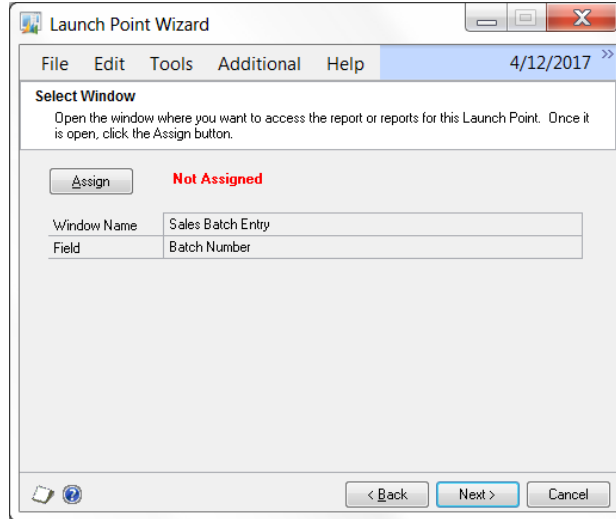 Launch Point Wizard
File Edit Tools Additional Help 4/12/2017 »
Select Window
Open the window where you want to access the report or reports for this Launch Point. Once it
is open, click the Assign button.
Assign Not Assigned
Window Name Sales Batch Entry
Field Batch Number
< Back Next > Cancel